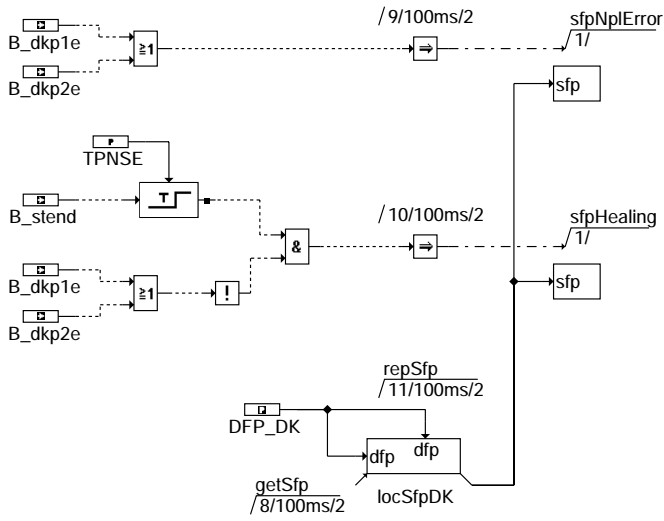 /9/100ms/2
sfpNplError
B_dkp1e
≥1
⇒
1/
B_dkp2e
sfp
P
TPNSE
T
B_stend
/10/100ms/2
sfpHealing
&
⇒
1/
B_dkp1e
≥1
!
sfp
B_dkp2e
repSfp
/11/100ms/2
DFP_DK
dfp
dfp
getSfp
/8/100ms/2
locSfpDK